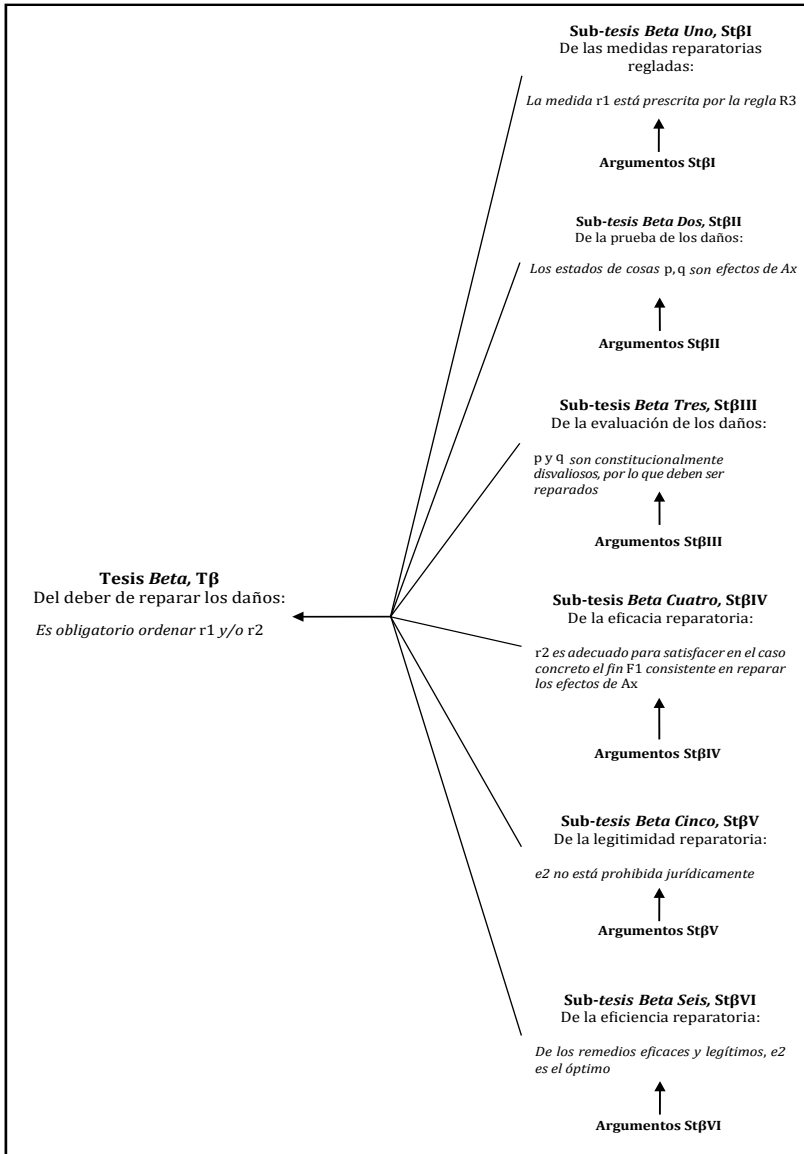 Sub-tesis Beta Uno, StβI
De las medidas reparatorias
regladas:
La medida r1 está prescrita por la regla R3
Argumentos StβI
Sub-tesis Beta Dos, StβII
De la prueba de los daños:
Los estados de cosas p, q son efectos de Ax
Argumentos StβII
Sub-tesis Beta Tres, StβIII
De la evaluación de los daños:
p y q son constitucionalmente
disvaliosos, por lo que deben ser
reparados
Argumentos StβIII
Tesis Beta, Tβ
Del deber de reparar los daños:
Es obligatorio ordenar r1 y/o r2
Sub-tesis Beta Cuatro, StβIV
De la eficacia reparatoria:
r2 es adecuado para satisfacer en el caso
concreto el fin F1 consistente en reparar
los efectos de Ax
Argumentos StβIV
Sub-tesis Beta Cinco, StβV
De la legitimidad reparatoria:
e2 no está prohibida jurídicamente
Argumentos StβV
Sub-tesis Beta Seis, StβVI
De la eficiencia reparatoria:
De los remedios eficaces y legítimos, e2
es el óptimo
Argumentos StβVI